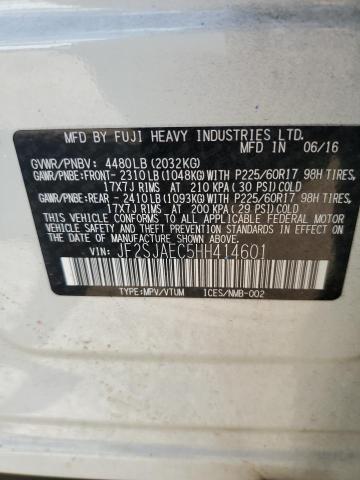 MFD BY FUJI HEAVY INDUSTRIES LTD.
MFD IN 06/16
GVWR/PNBV: 4480LB (2032KG)
GAWR/PNBE:FRONT- 2310LB (1048KG) WITH P225/60R17 98H TIRES,
17X7J RIMS AT 210 KPA (30 PSI) COLD
GAWR/PNBE:REAR - 2410LB (1093KG) WITH P225/60R17 98H TIRES,
17X7J RIMS AT 200 KPA (29 PSI) COLD
THIS VEHICLE CONFORMS TO ALL APPLICABLE FEDERAL MOTOR
VEHICLE SAFETY AND THEFT PREVENTION STANDARDS IN EFFECT
ON THE DATE OF MANUFACTURE SHOWN ABOVE.
VIN: JF2SJAEC5HH414601
TYPE:MPV/VTUM ICES/NMB-002